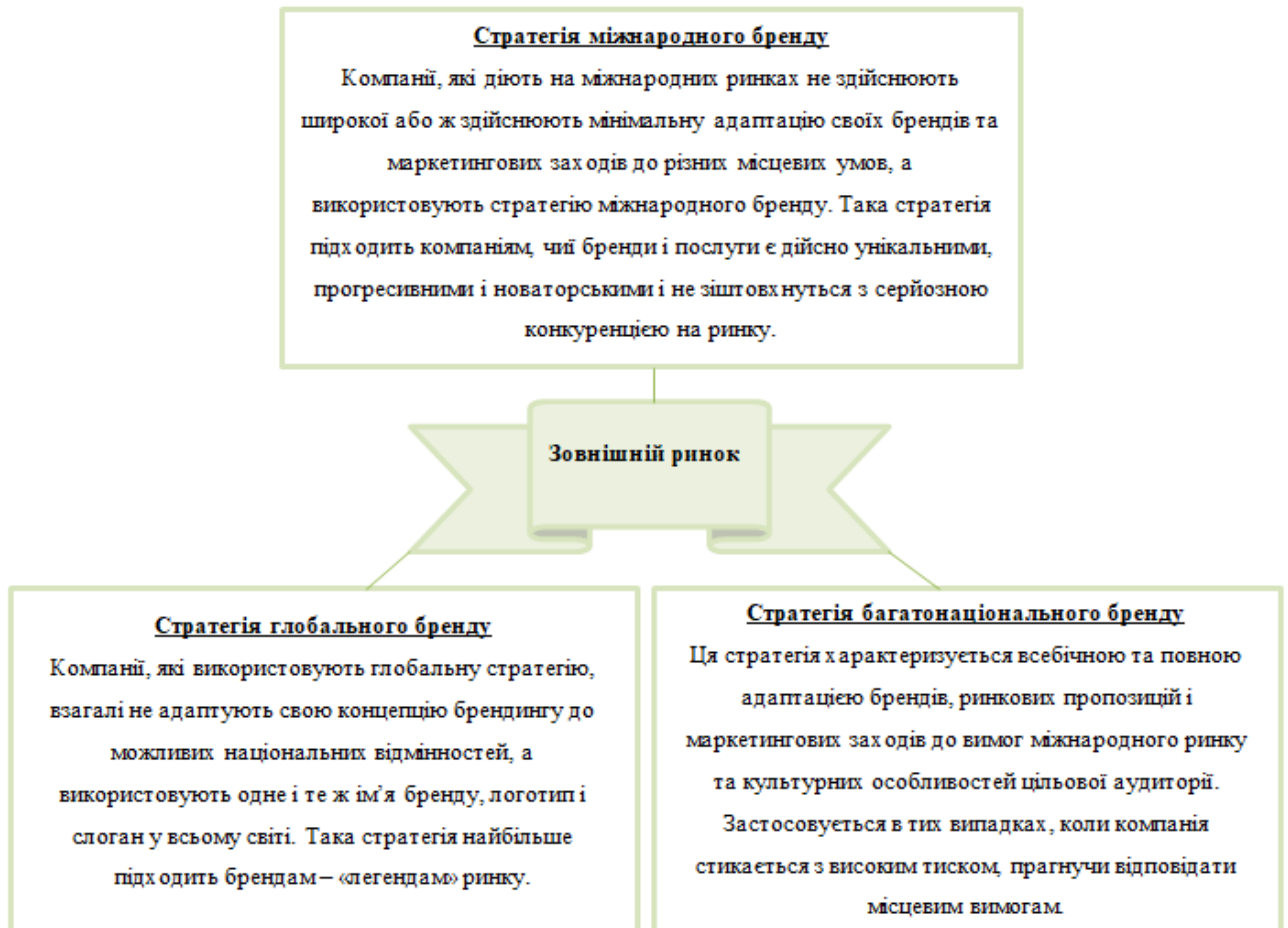 Стратегія міжнародного бренду
Компанії, які діють на міжнародних ринках не здійснюють
широкої або ж здійснюють мінімальну адаптацію своїх брендів та
маркетингових заходів до різних місцевих умов, а
використовують стратегію міжнародного бренду. Така стратегія
підходить компаніям, чиї бренди і послуги є дійсно унікальними,
прогресивними і новаторськими і не зіштовхнуться з серйозною
конкуренцією на ринку.
Зовнішній ринок
Стратегія глобального бренду
Компанії, які використовують глобальну стратегію,
взагалі не адаптують свою концепцію брендингу до
можливих національних відмінностей, а
використовують одне і те ж ім’я бренду, логотип і
слоган у всьому світі. Така стратегія найбільше
підходить брендам – «легендам» ринку.
Стратегія багатонаціонального бренду
Ця стратегія характеризується всебічною та повною
адаптацією брендів, ринкових пропозицій і
маркетингових заходів до вимог міжнародного ринку
та культурних особливостей цільової аудиторії.
Застосовується в тих випадках, коли компанія
стикається з високим тиском, прагнучи відповідати
місцевим вимогам.